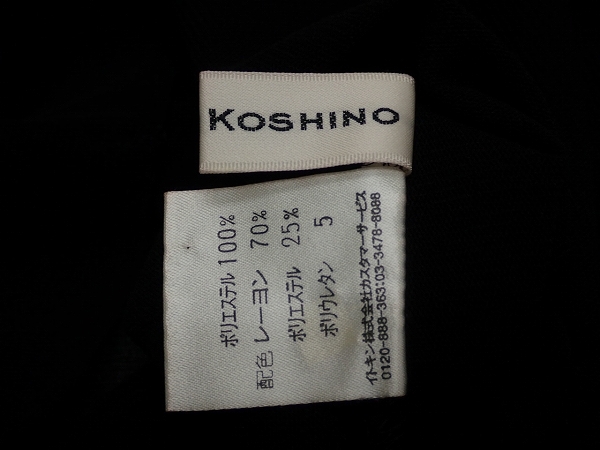 KOSHINO
ポリエステル 100%
配色 レーヨン 70%
ポリエステル 25%
ポリウレタン 5
イトキン株式会社カスタマーサービス
0120-888-363:03-3478-8088